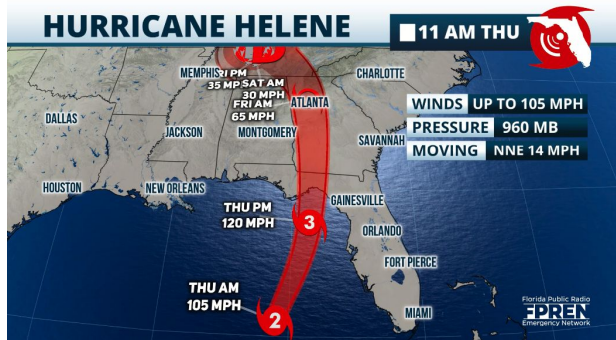 HURRICANE HELENE
11 AM THU
WINDS UP TO 105 MPH
PRESSURE 960 MB
MOVING NNE 14 MPH
MEMPHIS
PM
35 MPH
SAT AM
30 MPH
FRI AM
65 MPH
ATLANTA
CHARLOTTE
DALLAS
JACKSON
MONTGOMERY
SAVANNAH
HOUSTON
NEW ORLEANS
GAINESVILLE
THU PM
120 MPH
3
ORLANDO
FORT PIERCE
THU AM
105 MPH
2
MIAMI
Florida Public Radio
FPREN
Emergency Network